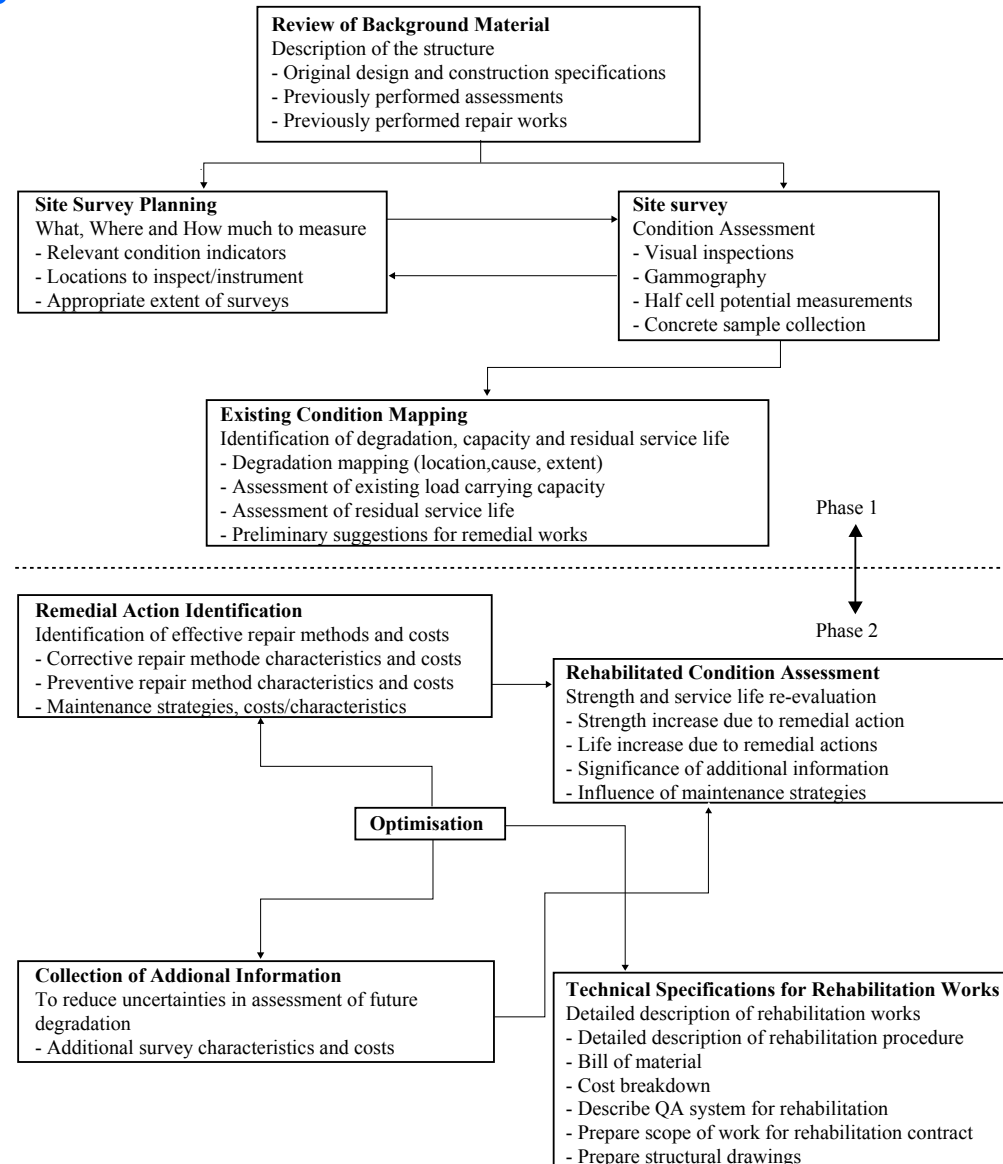 Review of Background Material
Description of the structure
- Original design and construction specifications
- Previously performed assessments
- Previously performed repair works
Site Survey Planning
What, Where and How much to measure
- Relevant condition indicators
- Locations to inspect/instrument
- Appropriate extent of surveys
Site survey
Condition Assessment
- Visual inspections
- Gammography
- Half cell potential measurements
- Concrete sample collection
Existing Condition Mapping
Identification of degradation, capacity and residual service life
- Degradation mapping (location,cause, extent)
- Assessment of existing load carrying capacity
- Assessment of residual service life
- Preliminary suggestions for remedial works
Phase 1
Phase 2
Remedial Action Identification
Identification of effective repair methods and costs
- Corrective repair methode characteristics and costs
- Preventive repair method characteristics and costs
- Maintenance strategies, costs/characteristics
Rehabilitated Condition Assessment
Strength and service life re-evaluation
- Strength increase due to remedial action
- Life increase due to remedial actions
- Significance of additional information
- Influence of maintenance strategies
Optimisation
Collection of Addional Information
To reduce uncertainties in assessment of future
degradation
- Additional survey characteristics and costs
Technical Specifications for Rehabilitation Works
Detailed description of rehabilitation works
- Detailed description of rehabilitation procedure
- Bill of material
- Cost breakdown
- Describe QA system for rehabilitation
- Prepare scope of work for rehabilitation contract
- Prepare structural drawings